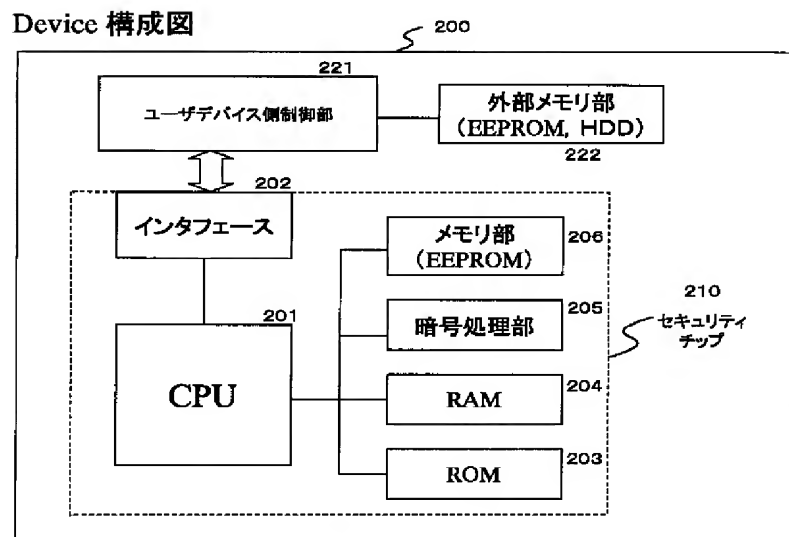 Device 構成図
200
221
ユーザデバイス側制御部
外部メモリ部
(EEPROM, HDD)
222
202
インタフェース
メモリ部
(EEPROM)
206
201
CPU
暗号処理部
205
210
セキュリティ
チップ
RAM
204
ROM
203